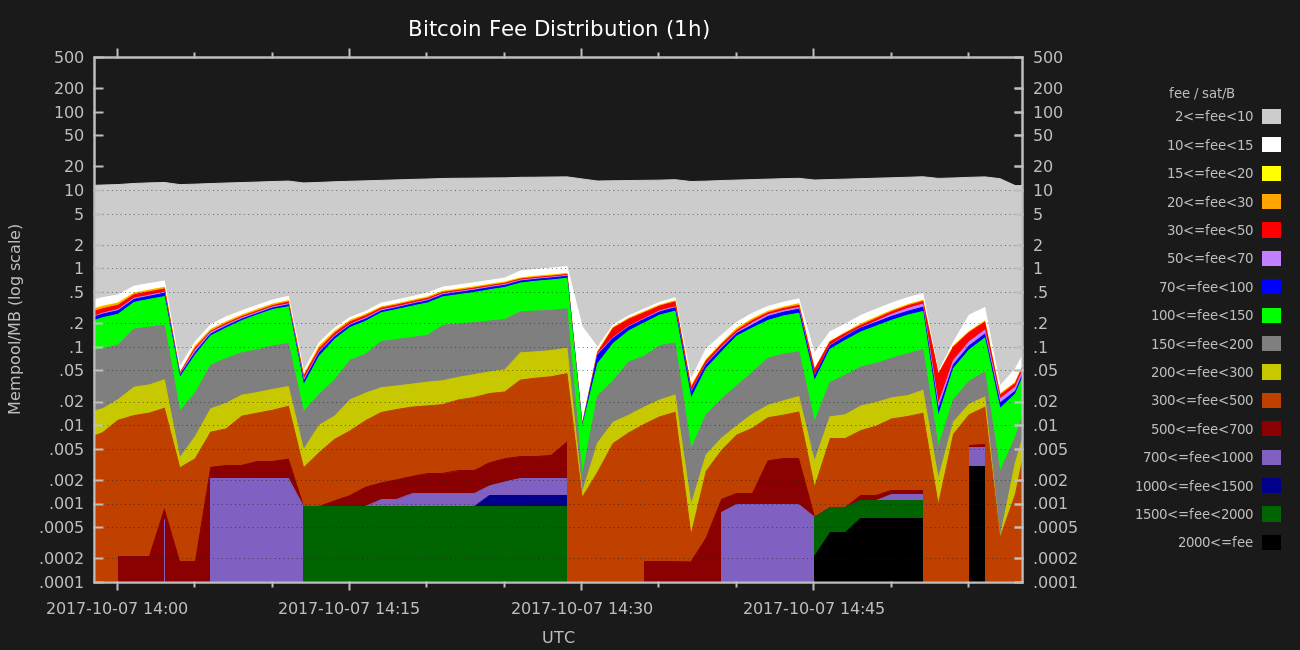 Bitcoin Fee Distribution (1h)
Mempool/MB (log scale)
500
200
100
50
20
10
5
2
1
.5
.2
.1
.05
.02
.01
.005
.002
.001
.0005
.0002
.0001
500
200
100
50
20
10
5
2
1
.5
.2
.1
.05
.02
.01
.005
.002
.001
.0005
.0002
.0001
2017-10-07 14:00 2017-10-07 14:15 2017-10-07 14:30 2017-10-07 14:45
UTC
fee / sat/B
2<=fee<10
10<=fee<15
15<=fee<20
20<=fee<30
30<=fee<50
50<=fee<70
70<=fee<100
100<=fee<150
150<=fee<200
200<=fee<300
300<=fee<500
500<=fee<700
700<=fee<1000
1000<=fee<1500
1500<=fee<2000
2000<=fee